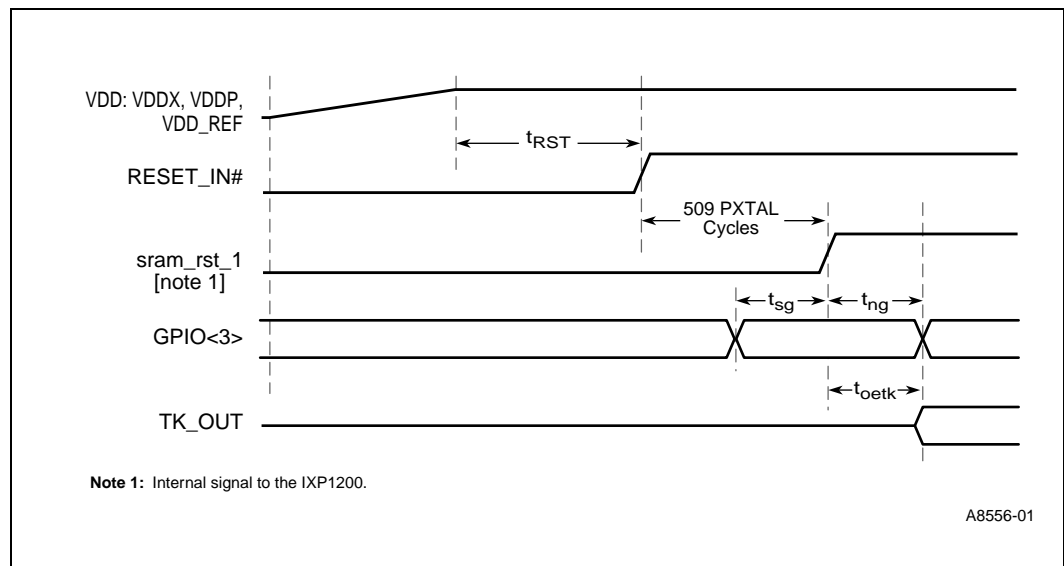 VDD: VDDX, VDDP,
VDD_REF
tRST
RESET_IN#
509 PXTAL
Cycles
sram_rst_1
[note 1]
tsg
tng
GPIO<3>
toetk
TK_OUT
Note 1: Internal signal to the IXP1200.
A8556-01